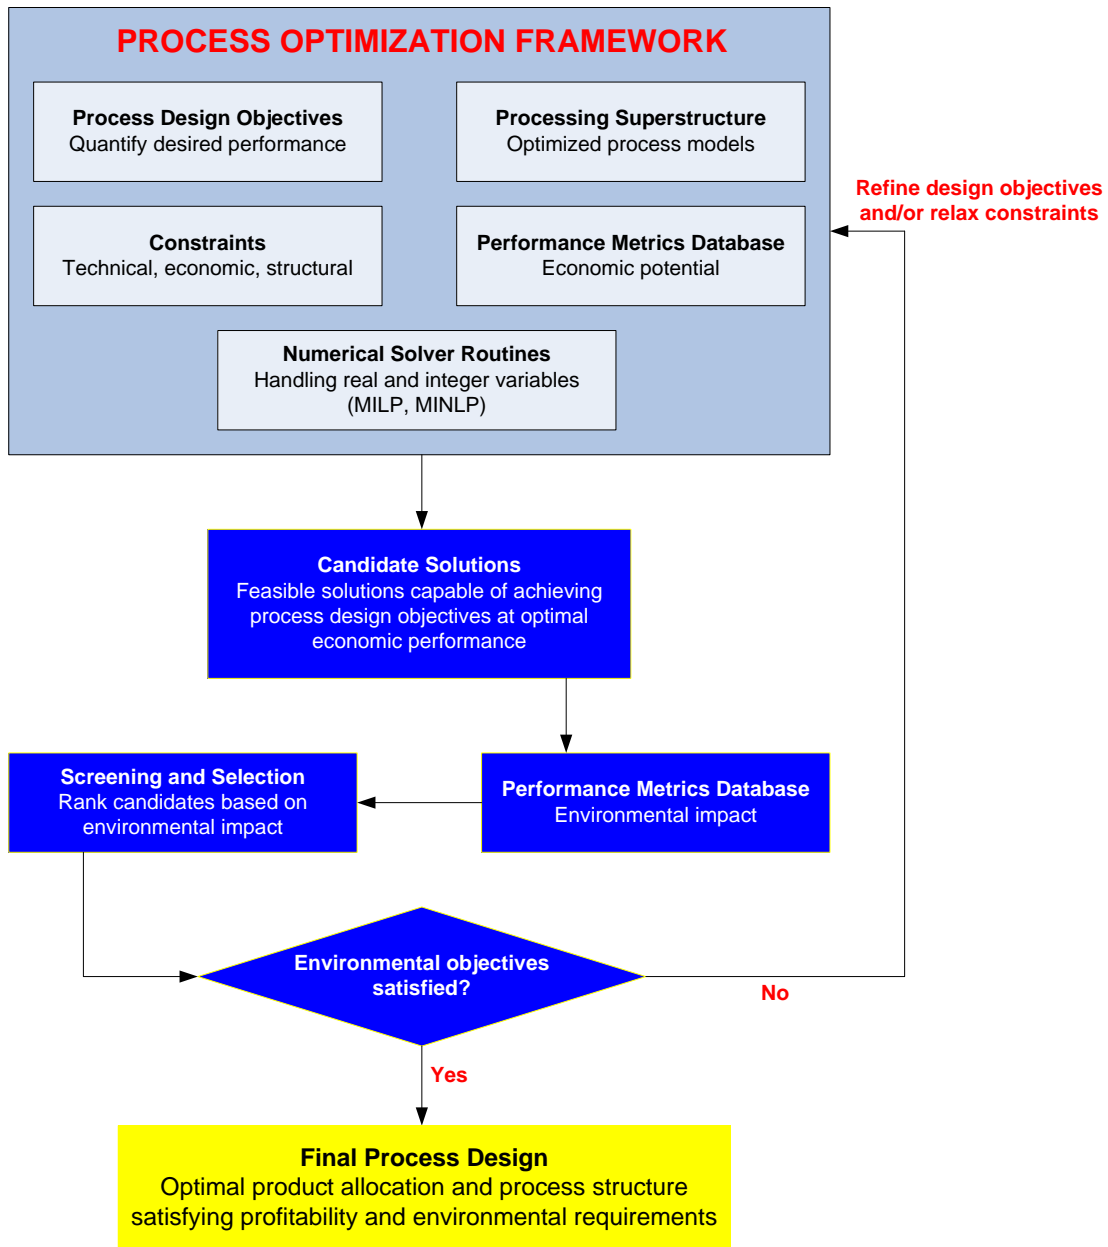 PROCESS OPTIMIZATION FRAMEWORK
Process Design Objectives
Quantify desired performance
Processing Superstructure
Optimized process models
Refine design objectives
and/or relax constraints
Constraints
Technical, economic, structural
Performance Metrics Database
Economic potential
Numerical Solver Routines
Handling real and integer variables
(MILP, MINLP)
Candidate Solutions
Feasible solutions capable of achieving
process design objectives at optimal
economic performance
Screening and Selection
Rank candidates based on
environmental impact
Performance Metrics Database
Environmental impact
Environmental objectives
satisfied?
No
Yes
Final Process Design
Optimal product allocation and process structure
satisfying profitability and environmental requirements